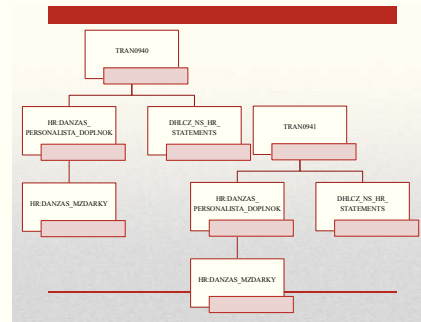 TRAN0940
HR:DANZAS_
PERSONALISTA_DOPLNOK
DHLCZ_NS_HR_
STATEMENTS
HR:DANZAS_MZDARKY
TRAN0941
HR:DANZAS_
PERSONALISTA_DOPLNOK
DHLCZ_NS_HR_
STATEMENTS
HR:DANZAS_MZDARKY